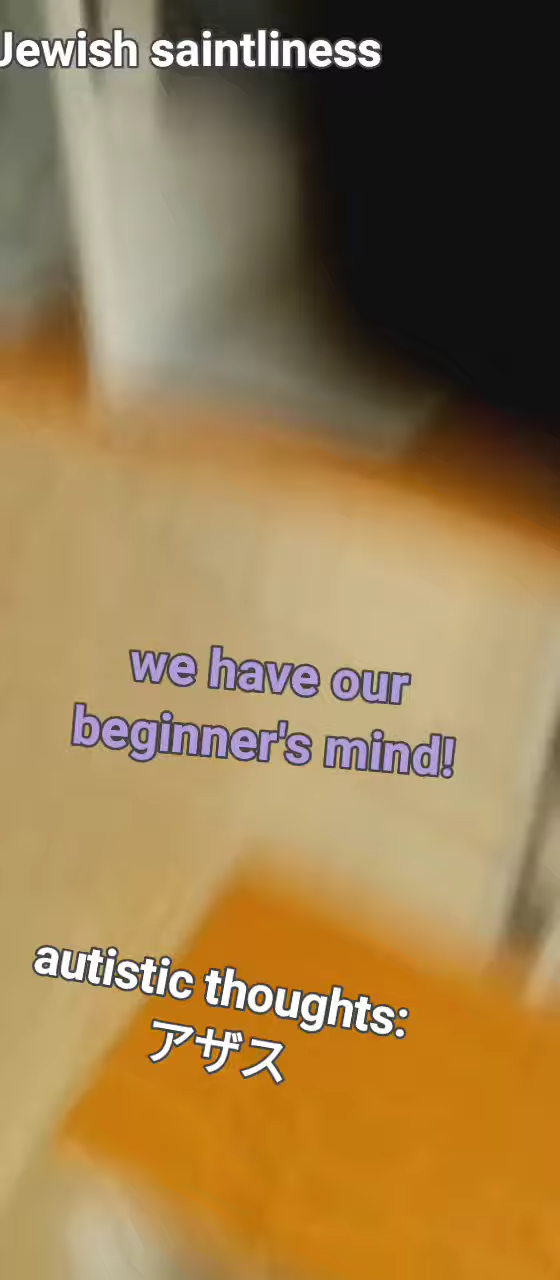 Jewish saintliness
we have our
beginner's mind!
autistic thoughts:
アザス